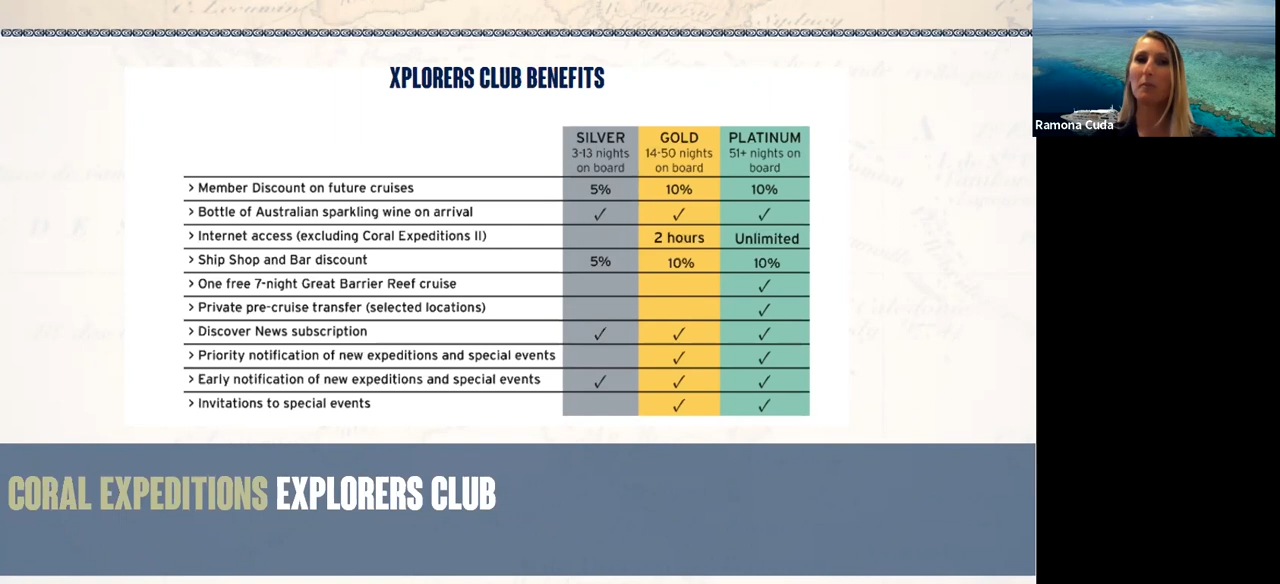 XPLORERS CLUB BENEFITS
SILVER GOLD PLATINUM
3-13 nights 14-50 nights 51+ nights on
on board on board board
> Member Discount on future cruises 5% 10% 10%
> Bottle of Australian sparkling wine on arrival ✓ ✓ ✓
> Internet access (excluding Coral Expeditions II) 2 hours Unlimited
> Ship Shop and Bar discount 5% 10% 10%
> One free 7-night Great Barrier Reef cruise ✓
> Private pre-cruise transfer (selected locations) ✓
> Discover News subscription ✓ ✓ ✓
> Priority notification of new expeditions and special events ✓ ✓
> Early notification of new expeditions and special events ✓ ✓ ✓
> Invitations to special events ✓ ✓
CORAL EXPEDITIONS EXPLORERS CLUB
Ramona Cuda